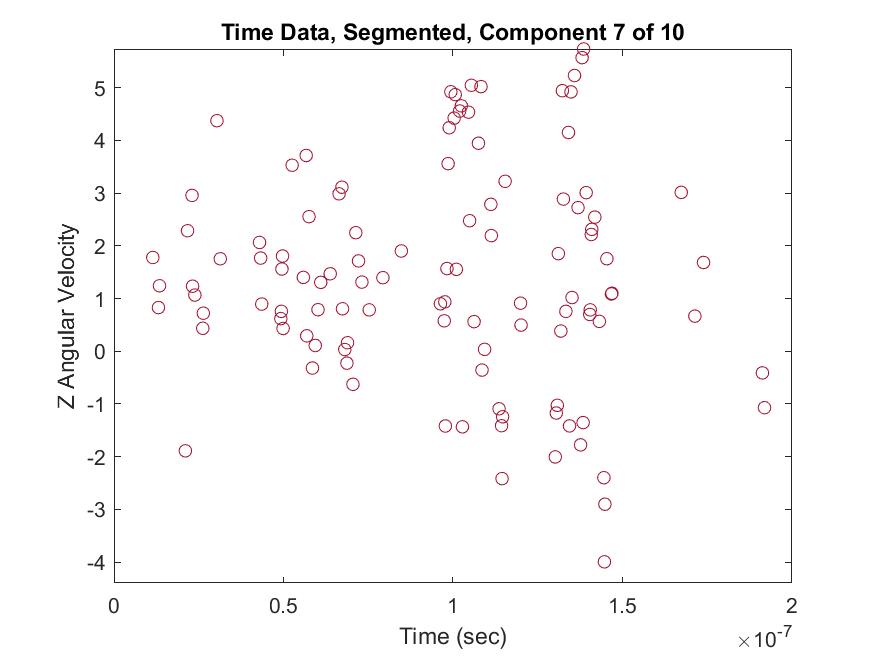 Time Data, Segmented, Component 7 of 10
Z Angular Velocity
5
4
3
2
1
0
-1
-2
-3
-4
0 0.5 1 1.5 2
Time (sec)
×10⁻⁷